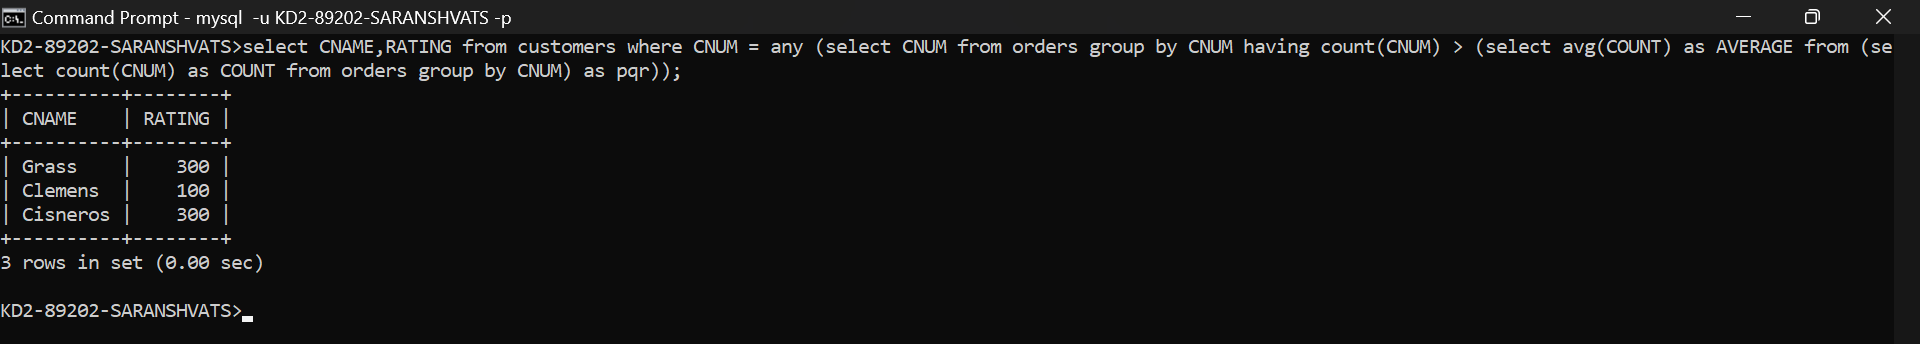 Command Prompt - mysql  -u KD2-89202-SARANSHVATS -p
KD2-89202-SARANSHVATS>select CNAME,RATING from customers where CNUM = any (select CNUM from orders group by CNUM having count(CNUM) > (select avg(COUNT) as AVERAGE from (se
lect count(CNUM) as COUNT from orders group by CNUM) as pqr));
+----------+--------+
| CNAME    | RATING |
+----------+--------+
| Grass    |    300 |
| Clemens  |    100 |
| Cisneros |    300 |
+----------+--------+
3 rows in set (0.00 sec)
KD2-89202-SARANSHVATS>